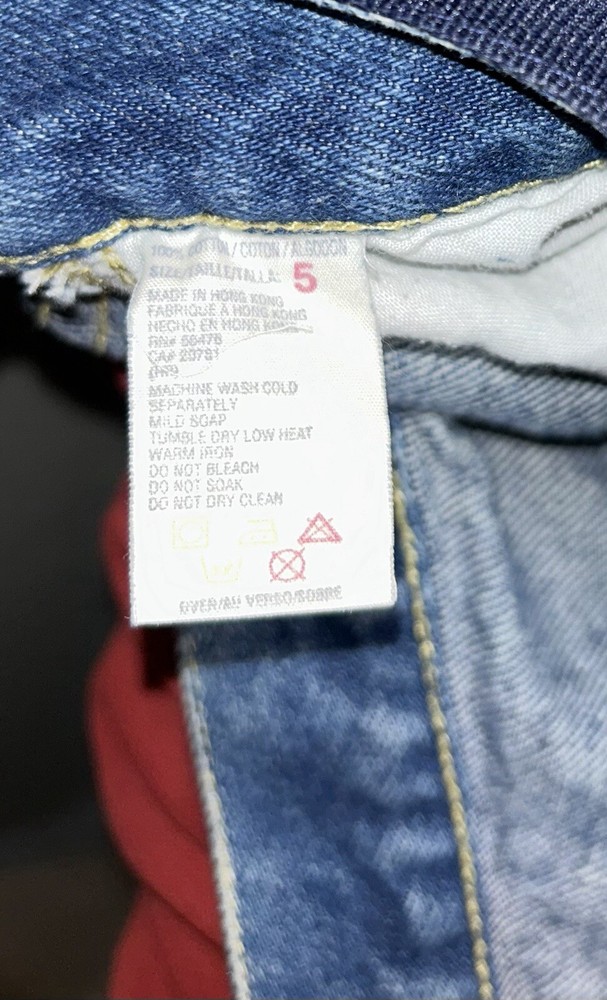 100% COTTON / COTON / ALGODON
SIZE/TAILLE/TALLA: 5
MADE IN HONG KONG
FABRIQUE A HONG KONG
HECHO EN HONG KONG
RN# 56476
CA# 20781
MACHINE WASH COLD
SEPARATELY
MILD SOAP
TUMBLE DRY LOW HEAT
WARM IRON
DO NOT BLEACH
DO NOT SOAK
DO NOT DRY CLEAN
OVER/AU VERSO/SOBRE